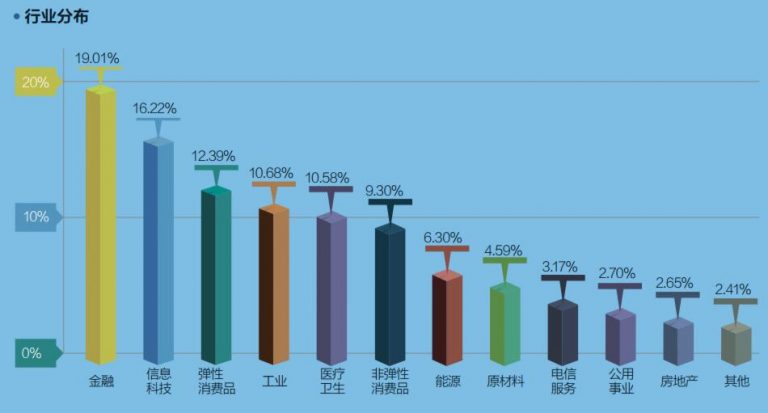 • 行业分布
19.01%
20%
16.22%
12.39%
10.68%
10.58%
9.30%
10%
6.30%
4.59%
3.17%
2.70%
2.65%
2.41%
0%
金融
信息
科技
弹性
消费品
工业
医疗
卫生
非弹性
消费品
能源
原材料
电信
服务
公用
事业
房地产
其他